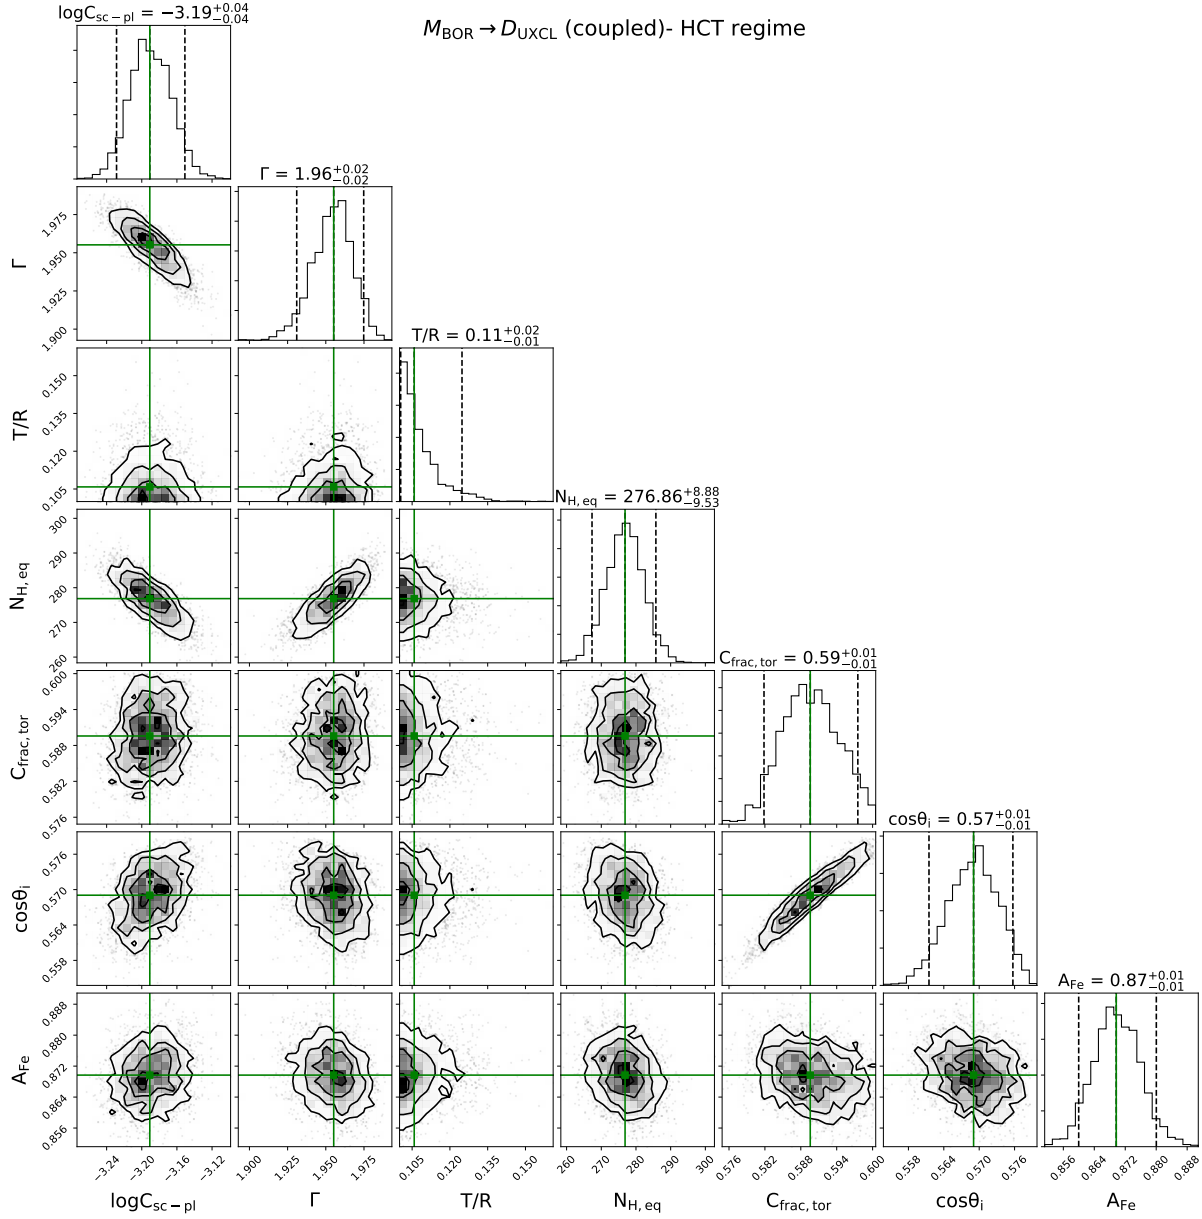 logC_sc−pl = −3.19 +0.04 −0.04
M_BOR → D_UXCL (coupled)- HCT regime
Γ = 1.96 +0.02 −0.02
1.975
1.950
1.925
1.900
Γ
T/R = 0.11 +0.02 −0.01
0.150
0.135
0.120
0.105
T/R
N_H, eq = 276.86 +8.88 −9.53
300
290
280
270
260
N_H, eq
C_frac, tor = 0.59 +0.01 −0.01
0.600
0.594
0.588
0.582
0.576
C_frac, tor
cosθ_i = 0.57 +0.01 −0.01
0.576
0.570
0.564
0.558
cosθ_i
A_Fe = 0.87 +0.01 −0.01
0.888
0.880
0.872
0.864
0.856
A_Fe
−3.24 −3.20 −3.16 −3.12 1.900 1.925 1.950 1.975 0.105 0.120 0.135 0.150 260 270 280 290 300 0.576 0.582 0.588 0.594 0.600 0.558 0.564 0.570 0.576 0.856 0.864 0.872 0.880 0.888
logC_sc−pl Γ T/R N_H, eq C_frac, tor cosθ_i A_Fe